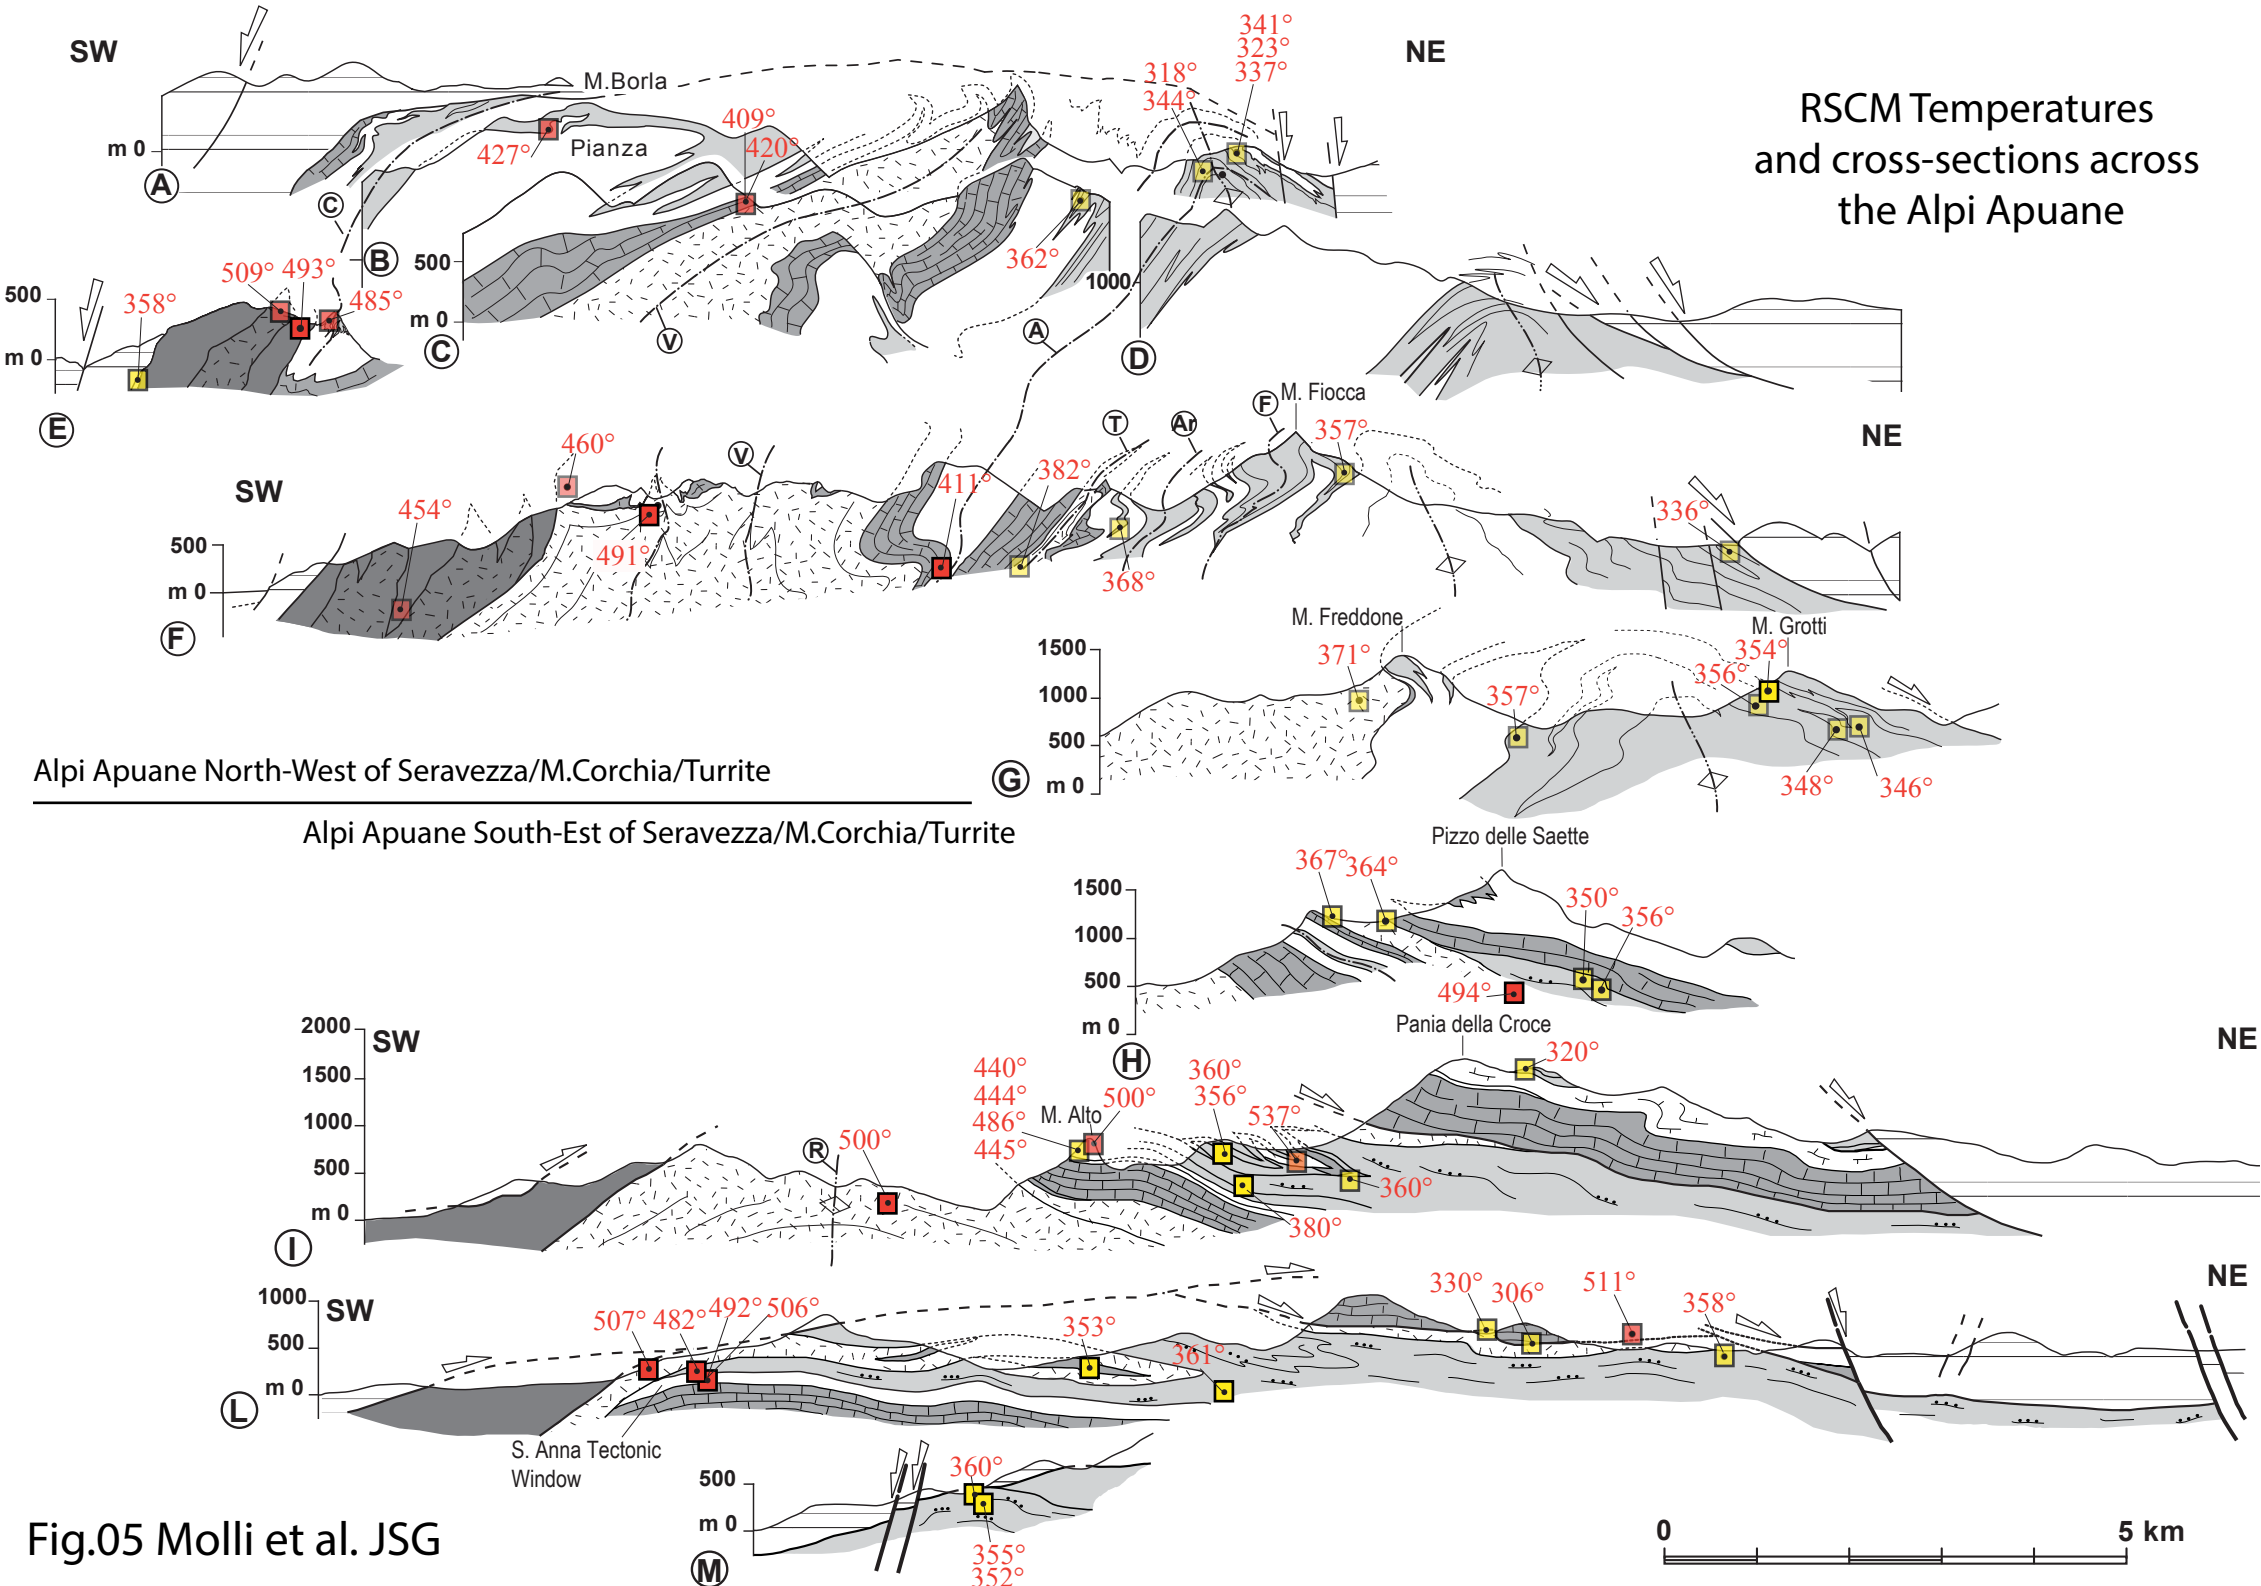 SW
NE
RSCM Temperatures
and cross-sections across
the Alpi Apuane
M.Borla
Pianza
m 0
A
427°
409°
420°
318°
344°
341°
323°
337°
C
B
500
m 0
C
V
362°
A
1000
D
500
m 0
358°
509°
493°
485°
E
SW
NE
460°
454°
491°
V
411°
382°
T
Ar
F
M. Fiocca
357°
368°
336°
500
m 0
F
M. Freddone
M. Grotti
1500
1000
500
m 0
G
371°
357°
356°
354°
348°
346°
Alpi Apuane North-West of Seravezza/M.Corchia/Turrite
Alpi Apuane South-Est of Seravezza/M.Corchia/Turrite
Pizzo delle Saette
1500
1000
500
m 0
H
367°
364°
350°
356°
494°
Pania della Croce
SW
NE
2000
1500
1000
500
m 0
I
R
500°
440°
444°
486°
445°
M. Alto
500°
360°
356°
537°
360°
380°
320°
SW
NE
1000
500
m 0
L
507°
482°
492°
506°
353°
361°
330°
306°
511°
358°
S. Anna Tectonic
Window
500
m 0
M
360°
355°
352°
0
5 km
Fig.05 Molli et al. JSG